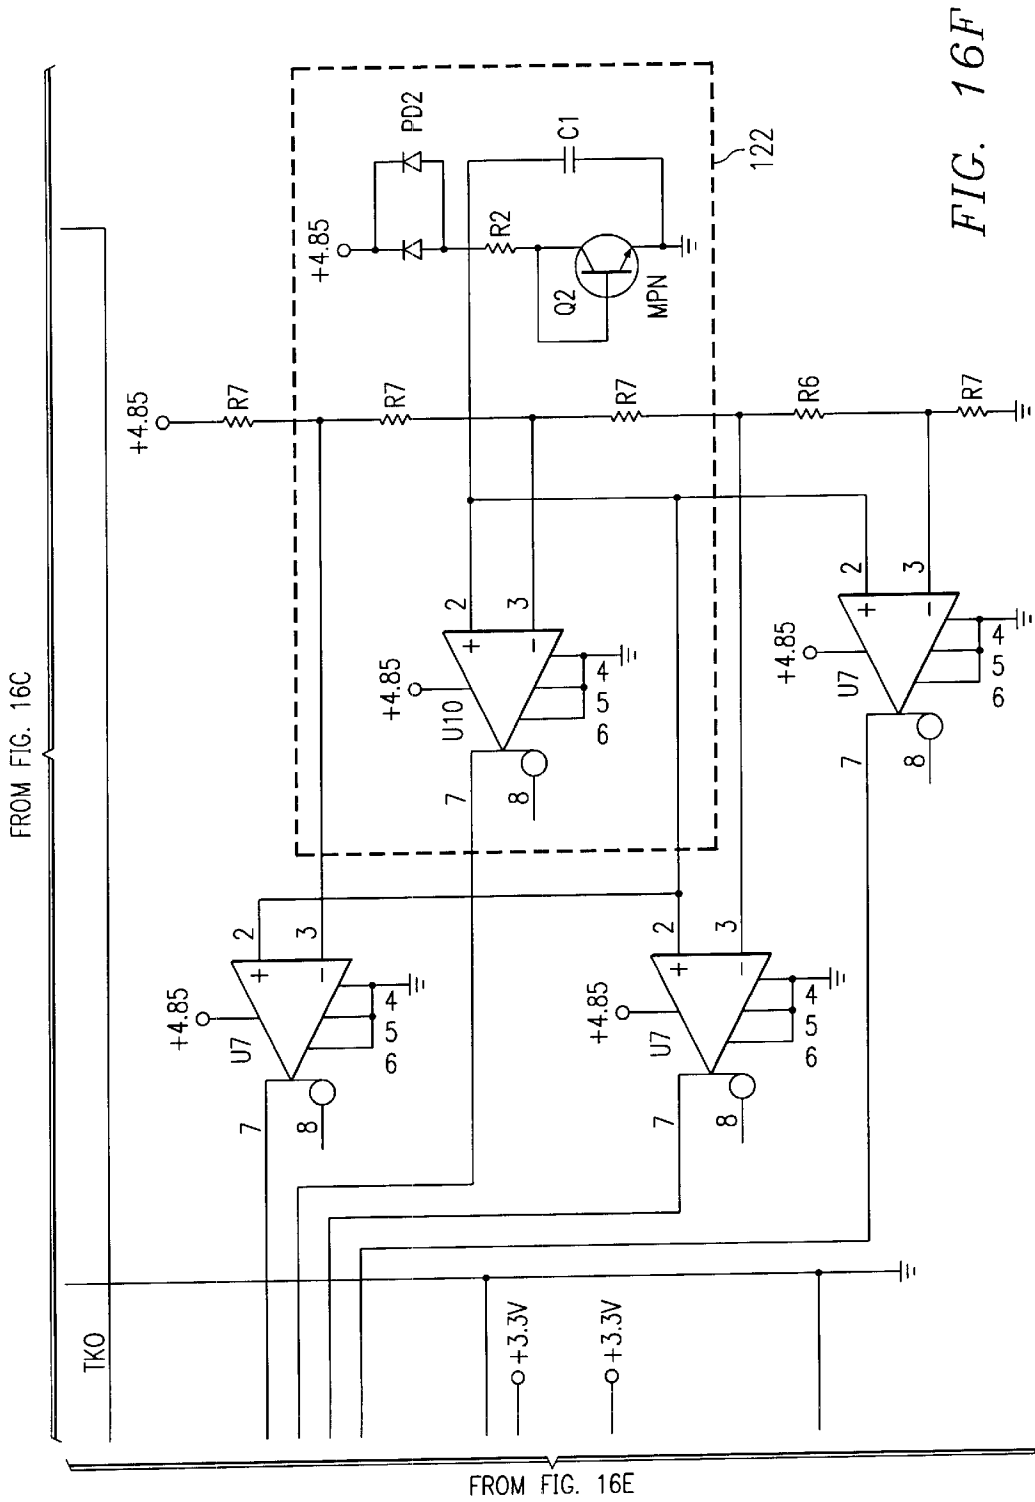 FROM FIG. 16C
TKO
+4.85
R7
+4.85
PD2
R7
R2
Q2
MPN
C1
122
R7
R6
R7
+4.85
U7
2
3
+
-
4
5
6
7
8
+4.85
U10
2
3
+
-
4
5
6
7
8
+4.85
U7
2
3
+
-
4
5
6
7
8
+4.85
U7
2
3
+
-
4
5
6
7
8
+3.3V
+3.3V
FROM FIG. 16E
FIG. 16F